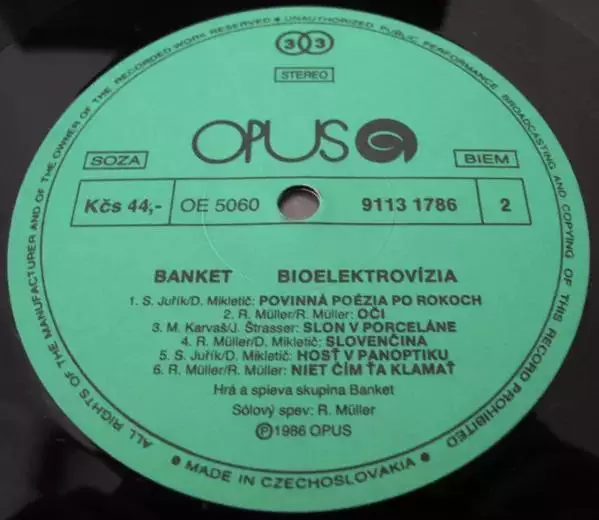 ALL RIGHTS OF THE MANUFACTURER AND OF THE OWNER OF THE RECORDED WORK RESERVED ● UNAUTHORIZED PUBLIC PERFORMANCE BROADCASTING AND COPYING OF THIS RECORD PROHIBITED
33
STEREO
OPUS
SOZA
BIEM
Kčs 44,- OE 5060 9113 1786 2
BANKET BIOELEKTROVÍZIA
1. S. Juřík/D. Mikletič: POVINNÁ POÉZIA PO ROKOCH
2. R. Müller/R. Müller: OČI
3. M. Karvaš/J. Štrasser: SLON V PORCELÁNE
4. R. Müller/D. Mikletič: SLOVENČINA
5. S. Juřík/D. Mikletič: HOSŤ V PANOPTIKU
6. R. Müller/R. Müller: NIET ČÍM ŤA KLAMAŤ
Hrá a spieva skupina Banket
Sólový spev: R. Müller
Ⓟ1986 OPUS
● MADE IN CZECHOSLOVAKIA ●